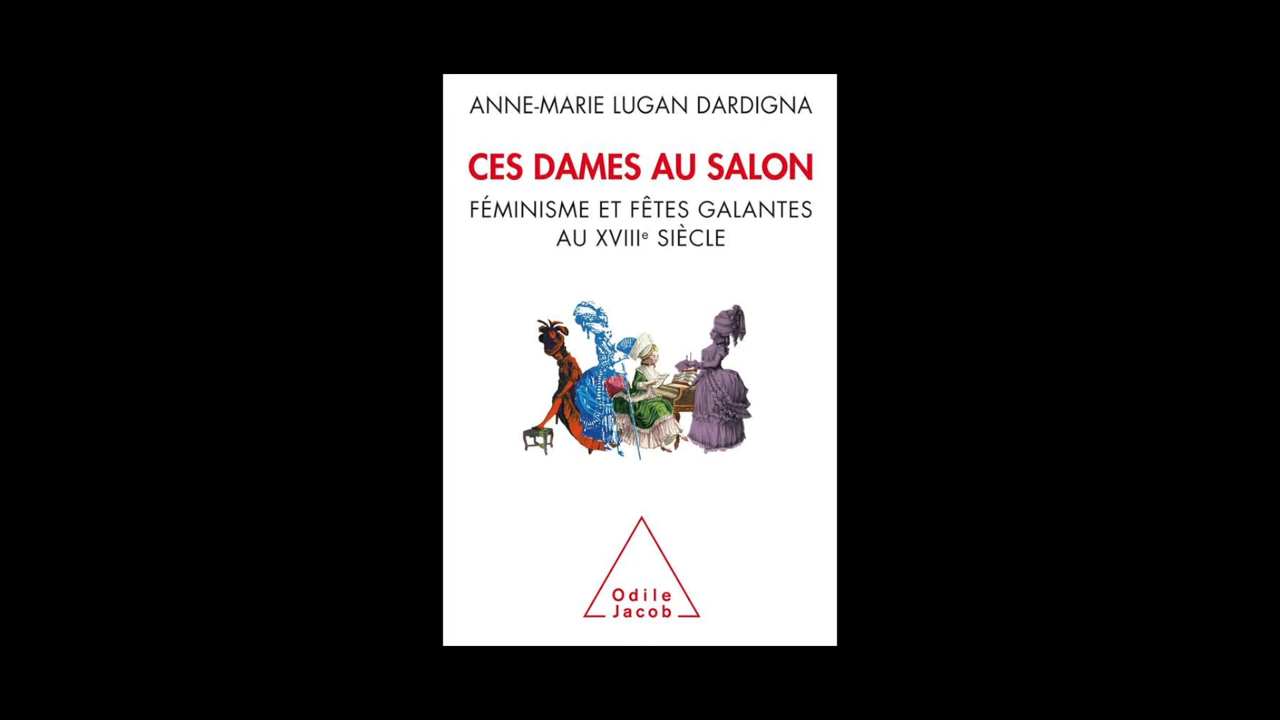 ANNE-MARIE LUGAN DARDIGNA
CES DAMES AU SALON
FÉMINISME ET FÊTES GALANTES
AU XVIIIe SIÈCLE
Odile
Jacob